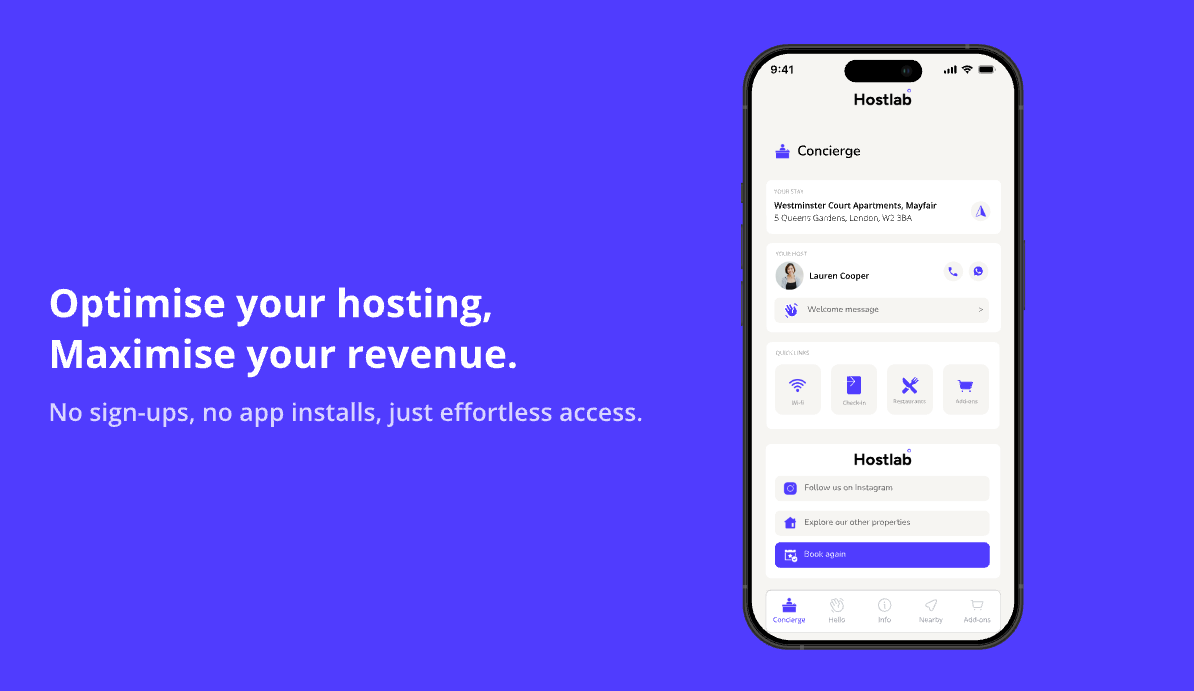 Optimise your hosting,
Maximise your revenue.
No sign-ups, no app installs, just effortless access.
9:41
Hostlab
Concierge
YOUR STAY
Westminster Court Apartments, Mayfair
5 Queens Gardens, London, W2 3BA
YOUR HOST
Lauren Cooper
Welcome message >
QUICK LINKS
Wi-fi Check-in Restaurants Add-ons
Hostlab
Follow us on Instagram
Explore our other properties
Book again
Concierge Hello Info Nearby Add-ons